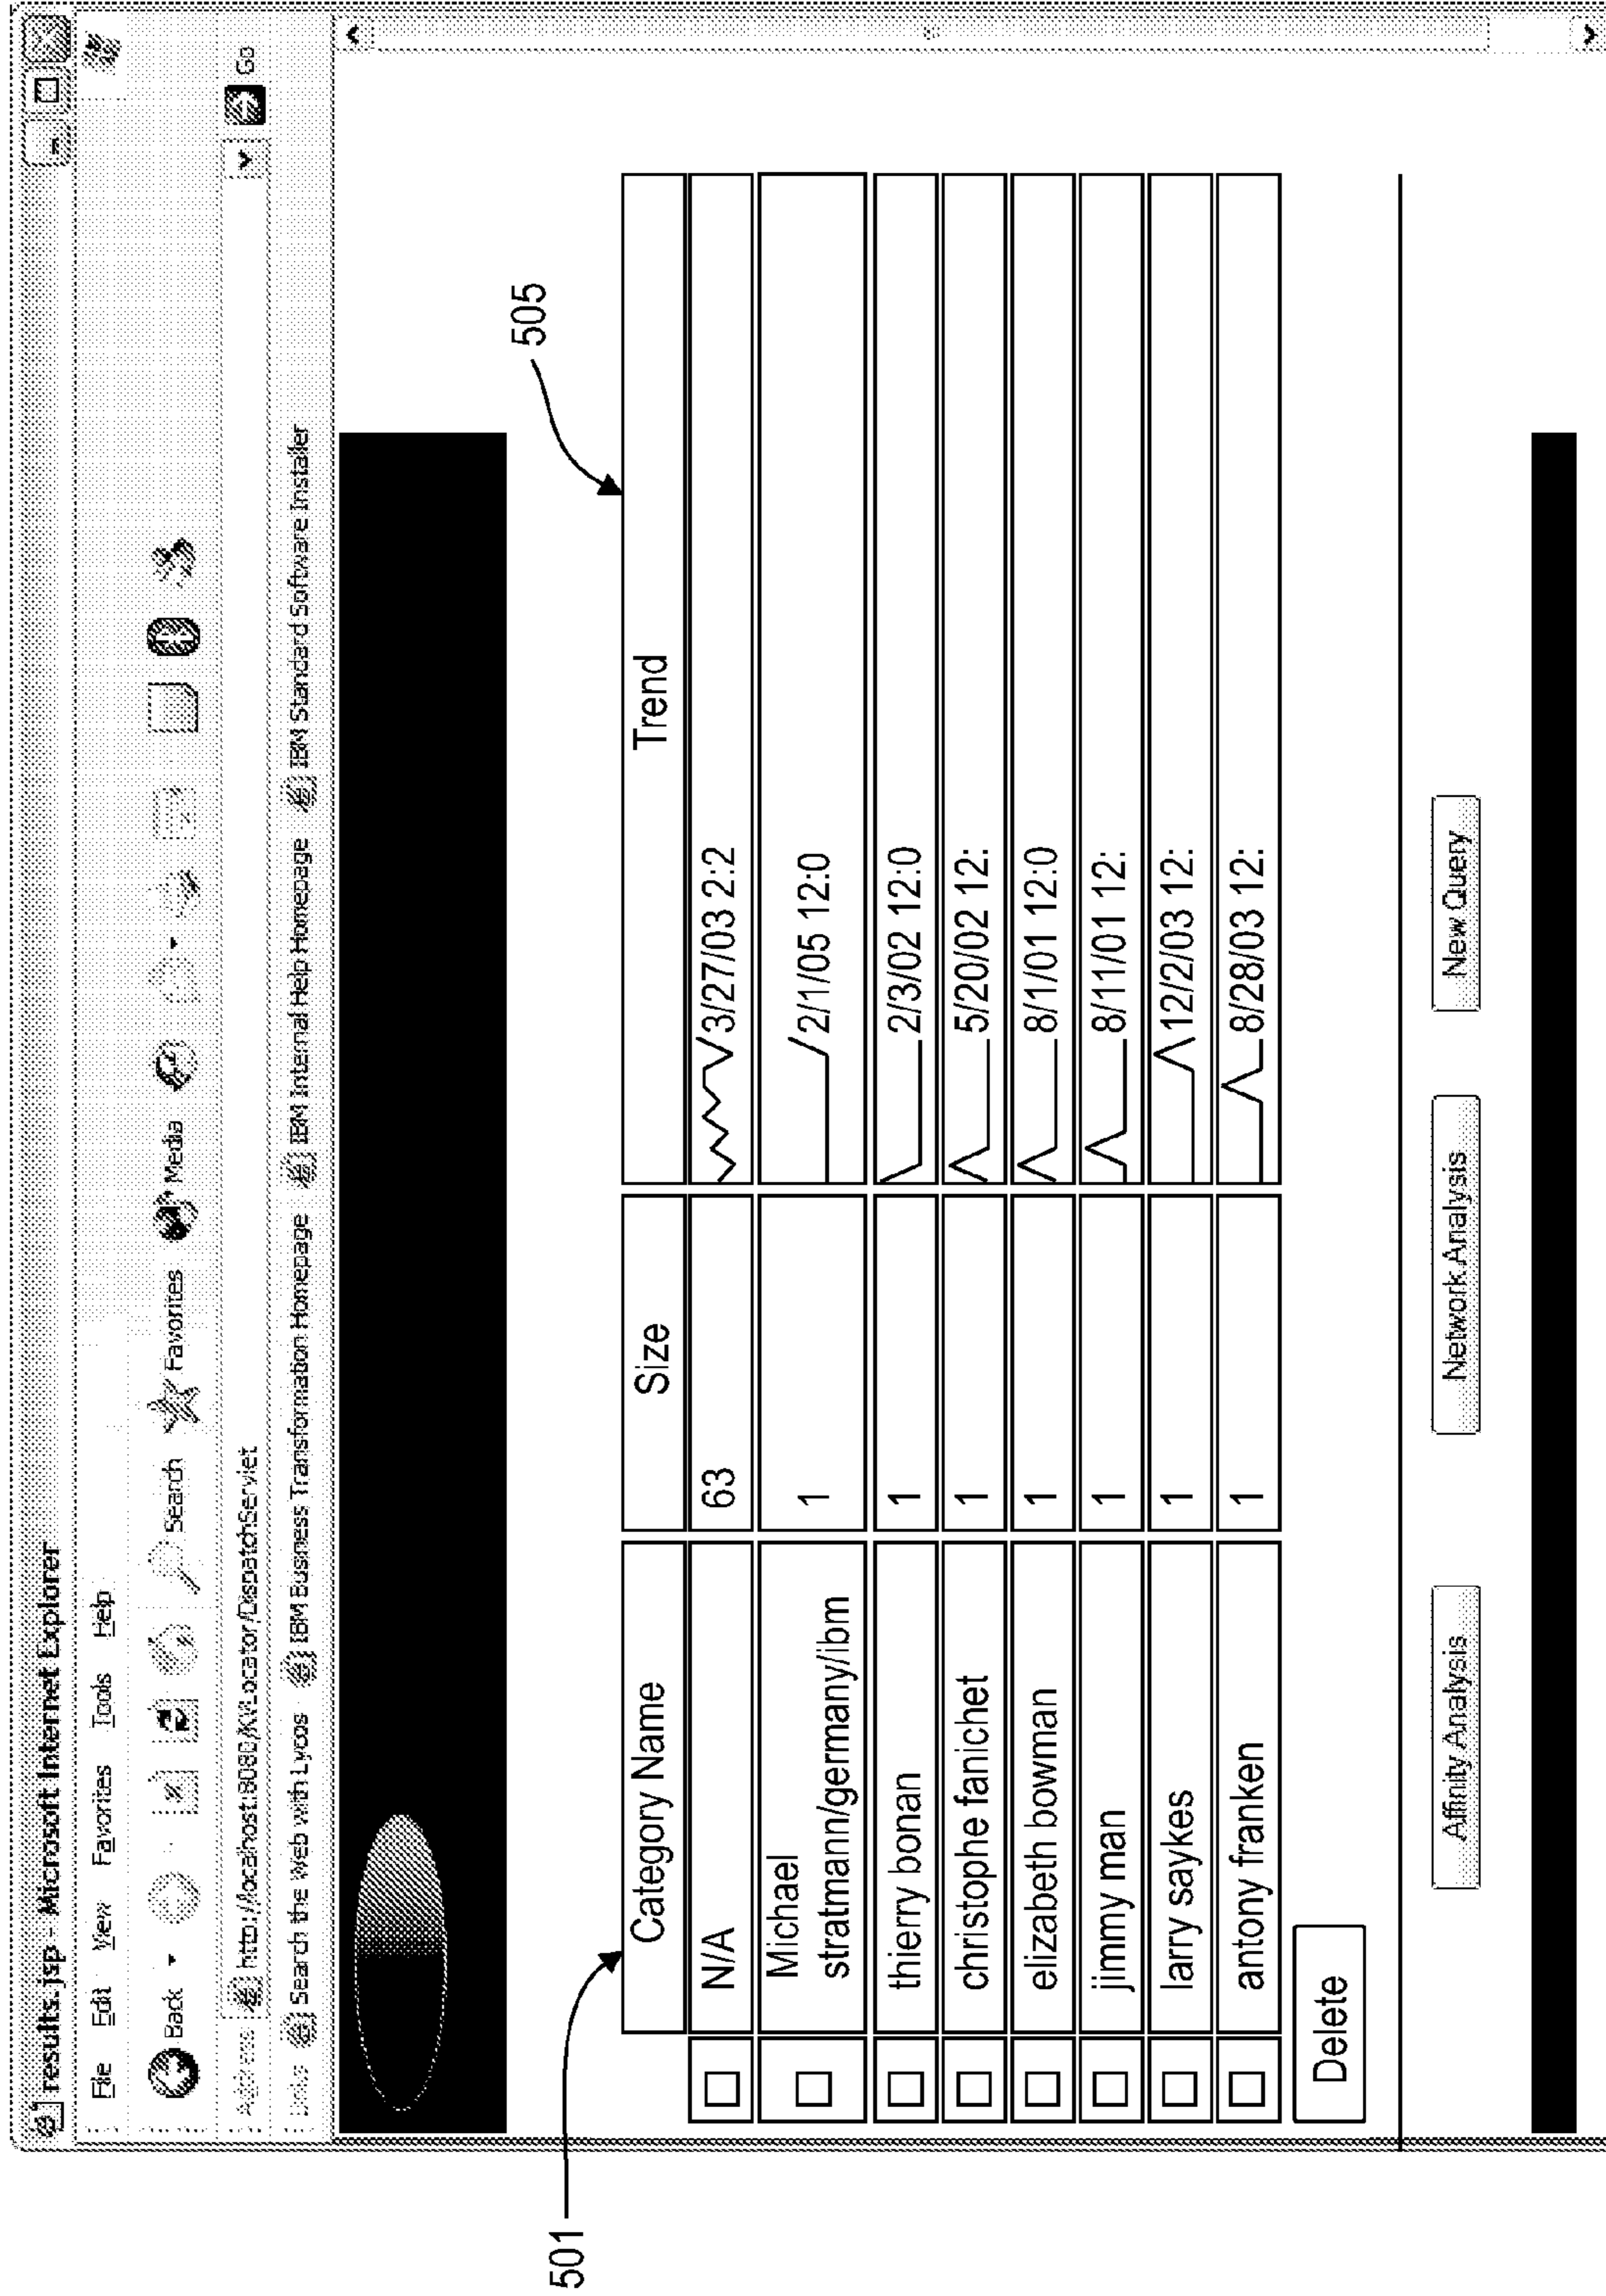 results.jsp - Microsoft Internet Explorer
File Edit View Favorites Tools Help
Back Search Favorites Media
Address http://localhost:8080/KVLocator/DispatchServlet Go
Links Search the Web with Lycos IBM Business Transformation Homepage IBM Internal Help Homepage IBM Standard Software Installer
501
505
Category Name Size Trend
N/A 63 3/27/03 2:2
Michael stratmann/germany/ibm 1 2/1/05 12:0
thierry bonan 1 2/3/02 12:0
christophe fanichet 1 5/20/02 12:
elizabeth bowman 1 8/1/01 12:0
jimmy man 1 8/11/01 12:
larry saykes 1 12/2/03 12:
antony franken 1 8/28/03 12:
Delete
Affinity Analysis Network Analysis New Query